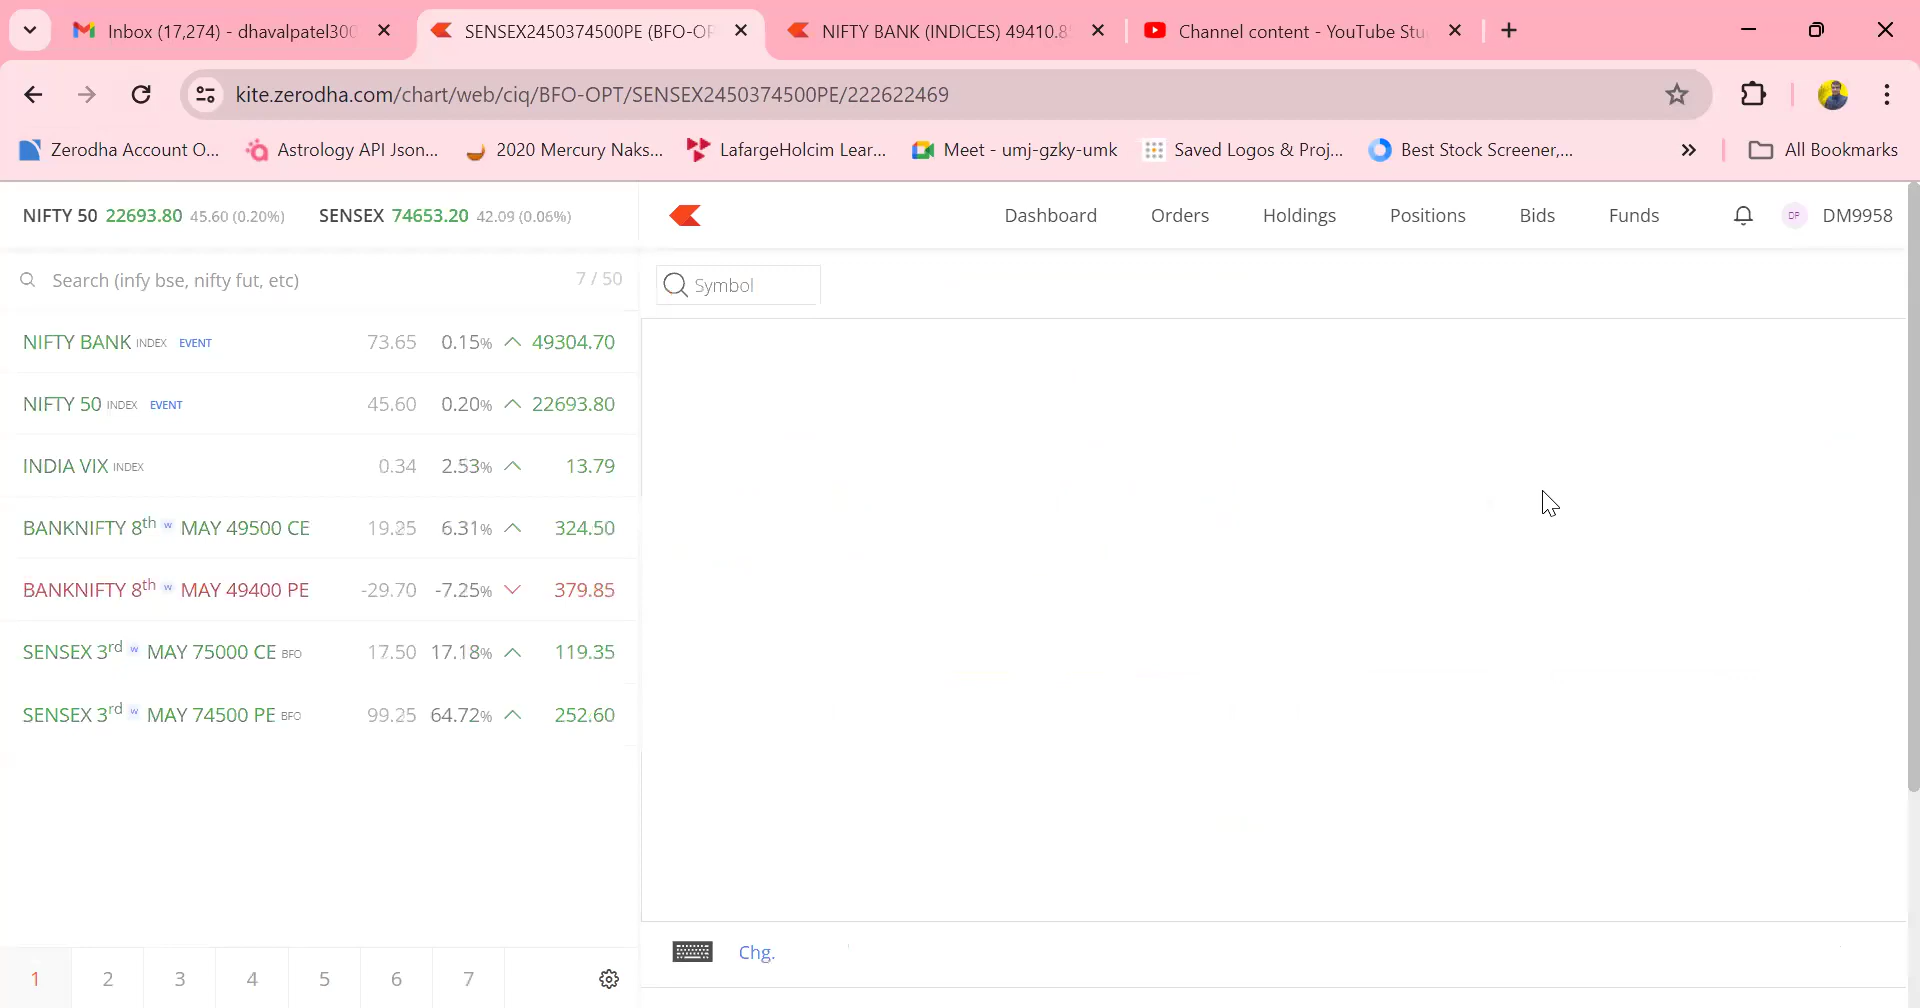 Inbox (17,274) - dhavalpatel300
SENSEX2450374500PE (BFO-OP
NIFTY BANK (INDICES) 49410.8
Channel content - YouTube Stu
kite.zerodha.com/chart/web/ciq/BFO-OPT/SENSEX2450374500PE/222622469
Zerodha Account O...
Astrology API Json...
2020 Mercury Naks...
LafargeHolcim Lear...
Meet - umj-gzky-umk
Saved Logos & Proj...
Best Stock Screener,...
All Bookmarks
NIFTY 50 22693.80 45.60 (0.20%) SENSEX 74653.20 42.09 (0.06%)
Dashboard Orders Holdings Positions Bids Funds DP DM9958
Search (infy bse, nifty fut, etc) 7 / 50
Symbol
NIFTY BANK INDEX EVENT 73.65 0.15% 49304.70
NIFTY 50 INDEX EVENT 45.60 0.20% 22693.80
INDIA VIX INDEX 0.34 2.53% 13.79
BANKNIFTY 8th w MAY 49500 CE 19.25 6.31% 324.50
BANKNIFTY 8th w MAY 49400 PE -29.70 -7.25% 379.85
SENSEX 3rd w MAY 75000 CE BFO 17.50 17.18% 119.35
SENSEX 3rd w MAY 74500 PE BFO 99.25 64.72% 252.60
Chg.
1 2 3 4 5 6 7